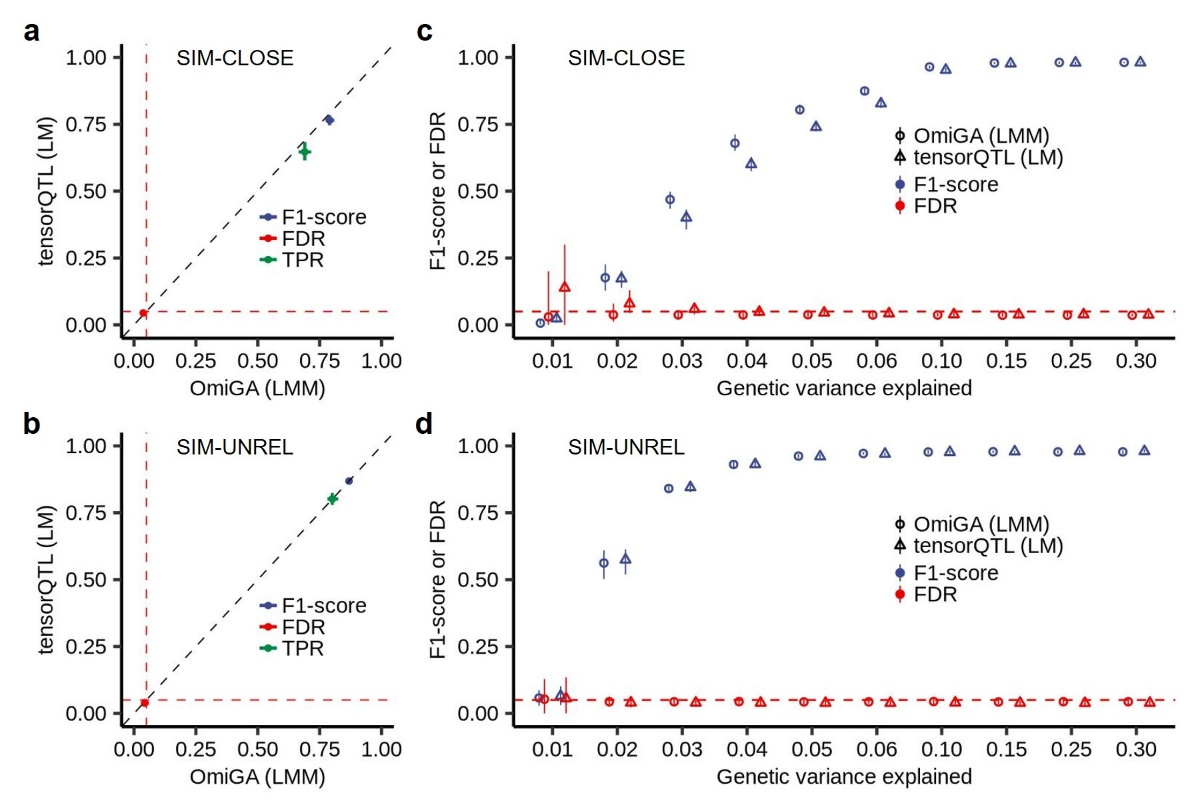 a
SIM-CLOSE
1.00
0.75
0.50
0.25
0.00
tensorQTL (LM)
F1-score
FDR
TPR
0.00 0.25 0.50 0.75 1.00
OmiGA (LMM)
c
SIM-CLOSE
1.00
0.75
0.50
0.25
0.00
F1-score or FDR
OmiGA (LMM)
tensorQTL (LM)
F1-score
FDR
0.01 0.02 0.03 0.04 0.05 0.06 0.10 0.15 0.25 0.30
Genetic variance explained
b
SIM-UNREL
1.00
0.75
0.50
0.25
0.00
tensorQTL (LM)
F1-score
FDR
TPR
0.00 0.25 0.50 0.75 1.00
OmiGA (LMM)
d
SIM-UNREL
1.00
0.75
0.50
0.25
0.00
F1-score or FDR
OmiGA (LMM)
tensorQTL (LM)
F1-score
FDR
0.01 0.02 0.03 0.04 0.05 0.06 0.10 0.15 0.25 0.30
Genetic variance explained